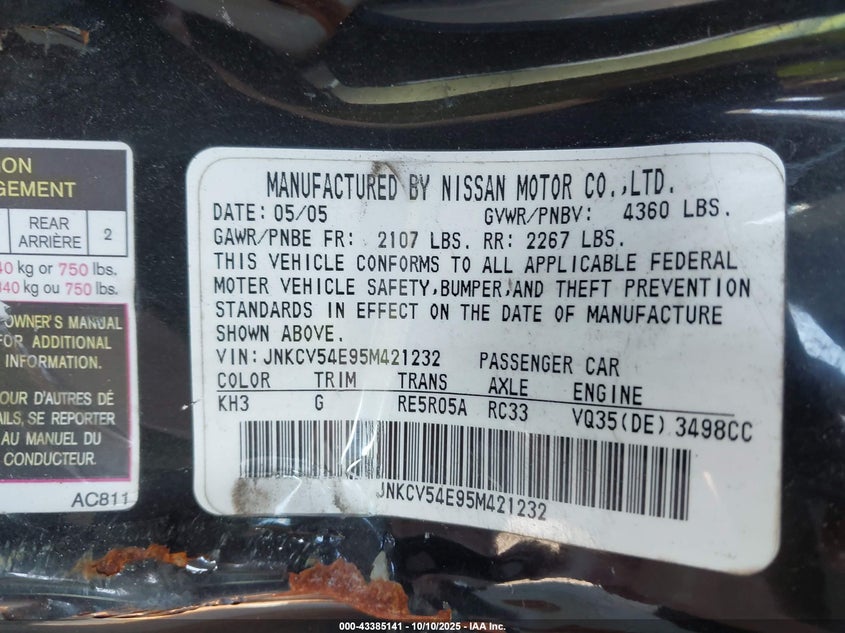 ION
GEMENT
REAR
ARRIÈRE
2
40 kg or 750 lbs.
340 kg ou 750 lbs.
OWNER'S MANUAL
FOR ADDITIONAL
INFORMATION.
OUR D'AUTRES DÉ
AILS, SE REPORTER
AU MANUEL DU
CONDUCTEUR.
AC811
MANUFACTURED BY NISSAN MOTOR CO.,LTD.
DATE: 05/05 GVWR/PNBV: 4360 LBS.
GAWR/PNBE FR: 2107 LBS. RR: 2267 LBS.
THIS VEHICLE CONFORMS TO ALL APPLICABLE FEDERAL
MOTER VEHICLE SAFETY,BUMPER,AND THEFT PREVENTION
STANDARDS IN EFFECT ON THE DATE OF MANUFACTURE
SHOWN ABOVE.
VIN: JNKCV54E95M421232 PASSENGER CAR
COLOR TRIM TRANS AXLE ENGINE
KH3 G RE5R05A RC33 VQ35(DE) 3498CC
JNKCV54E95M421232
000-43385141 - 10/10/2025 - IAA Inc.